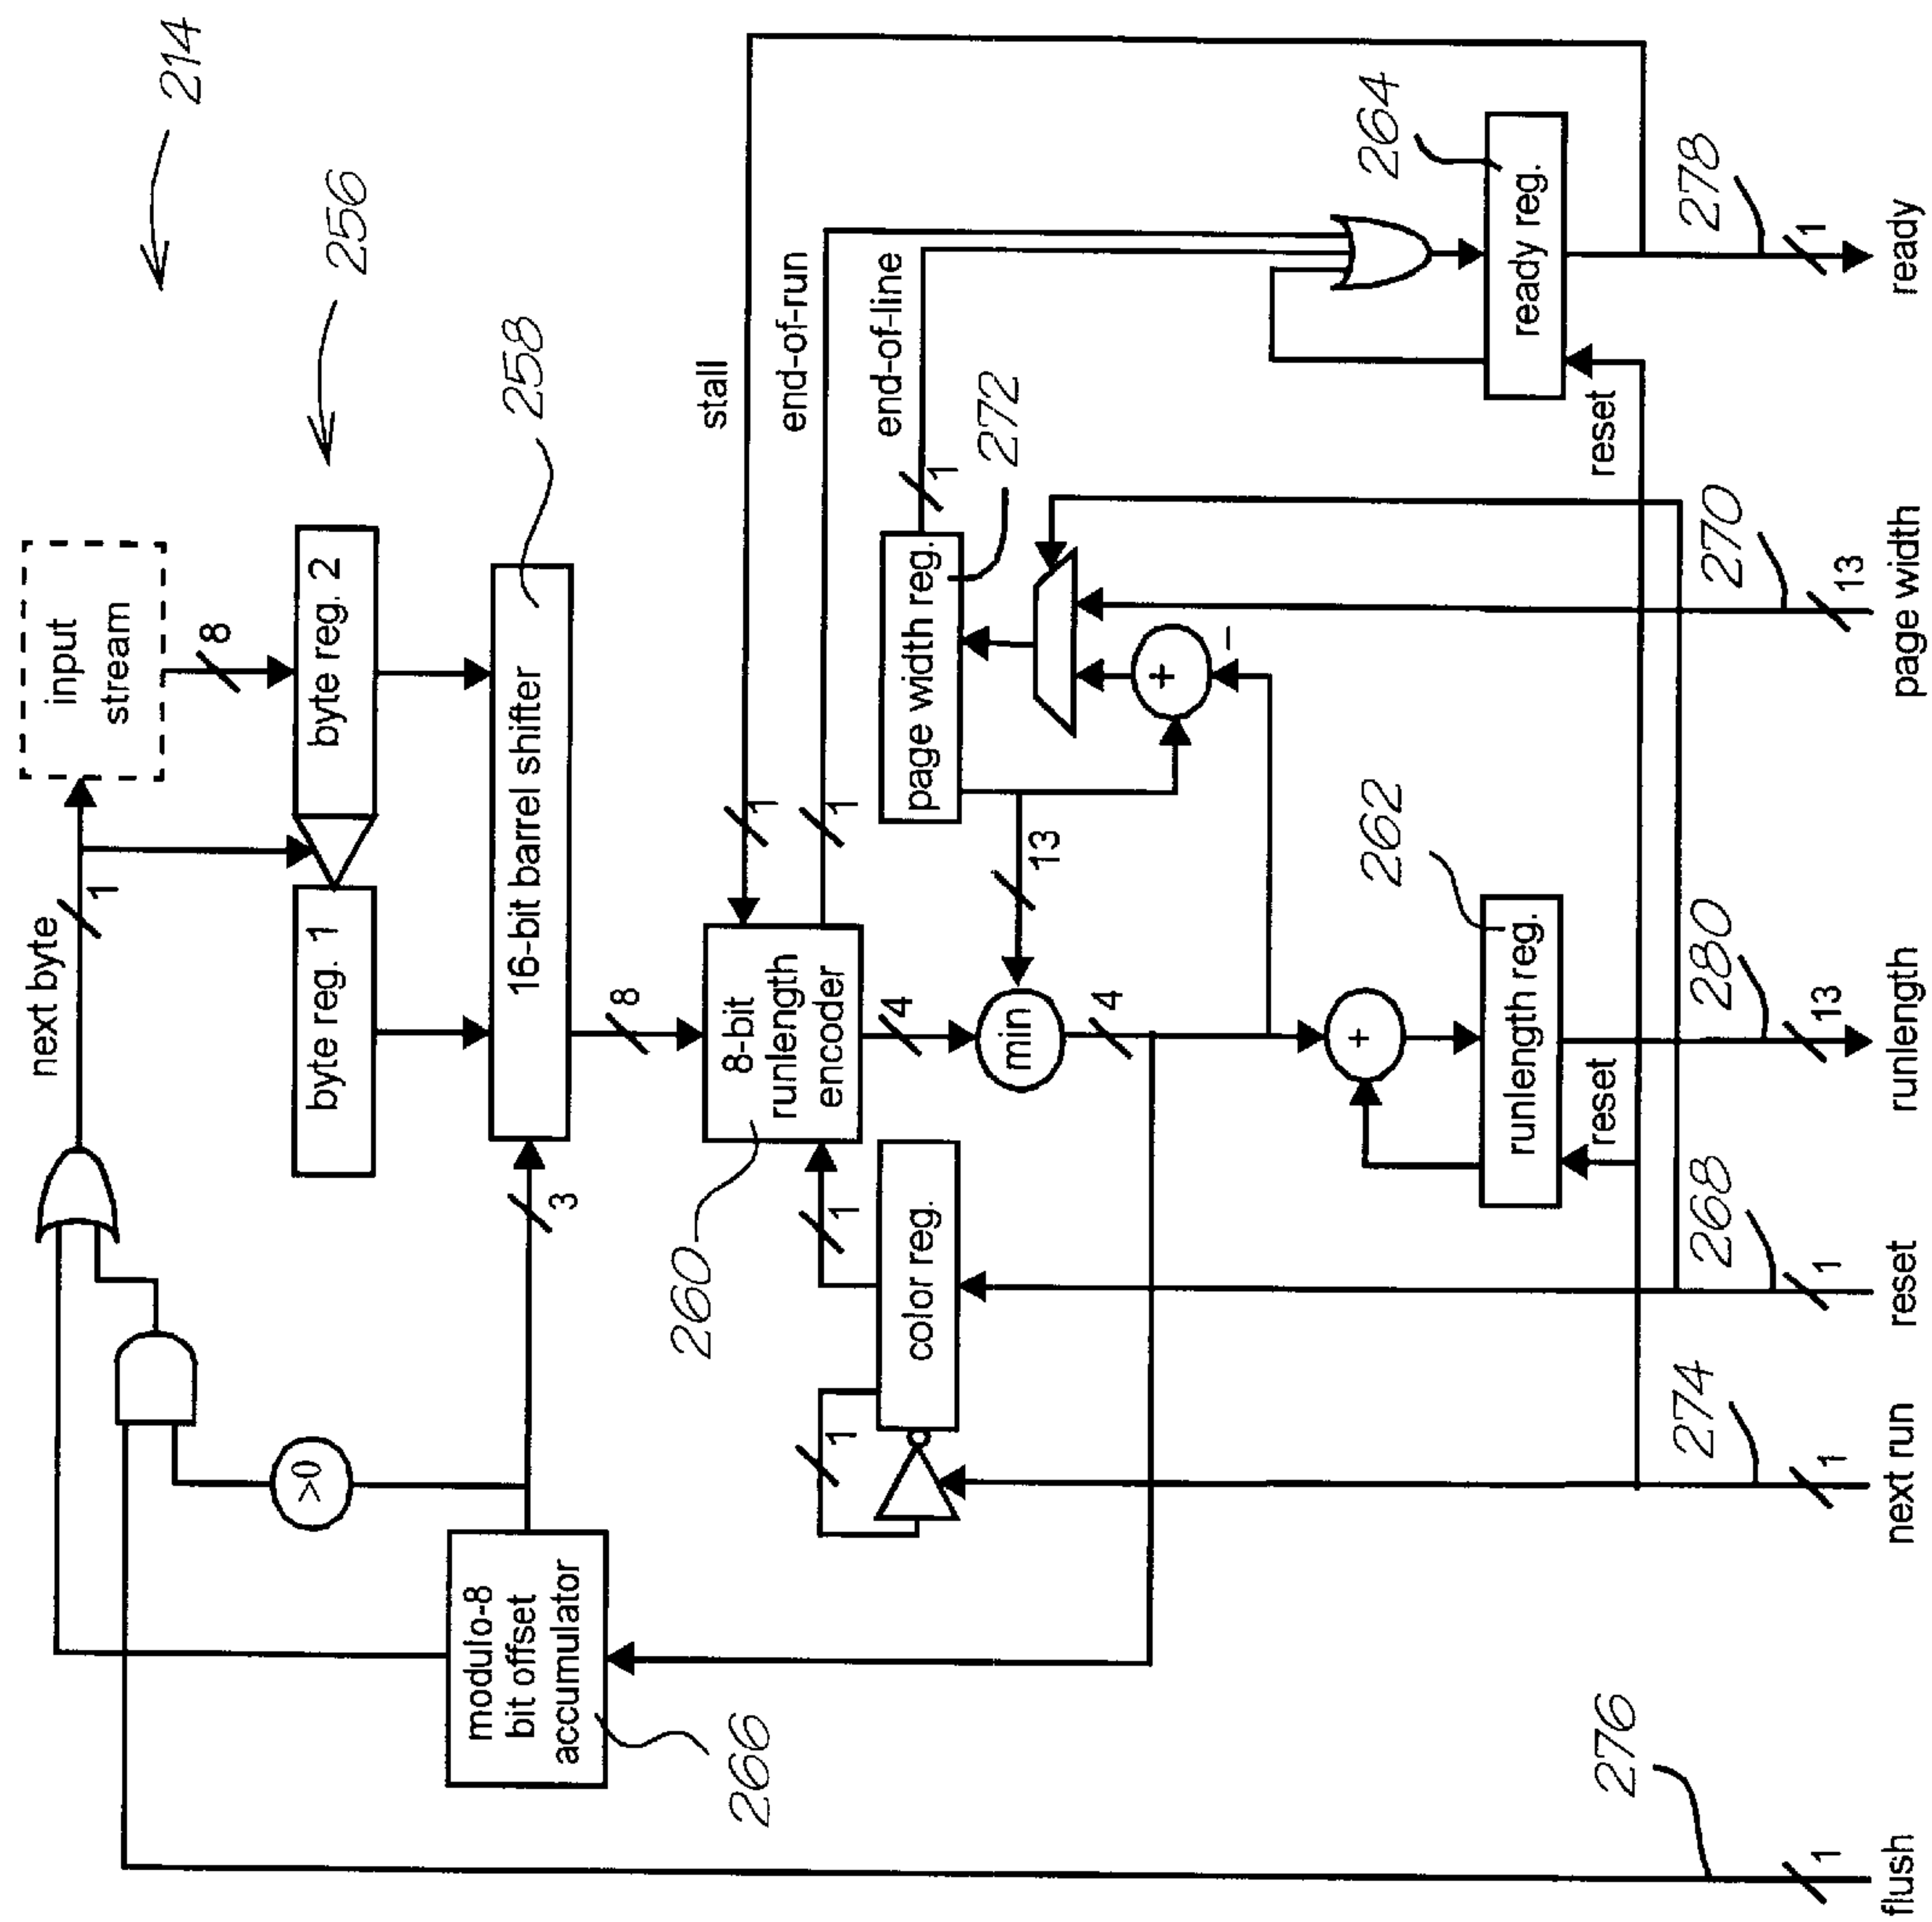 214
256
next byte
1
input
stream
8
byte reg. 1
byte reg. 2
258
16-bit barrel shifter
3
8
>0
modulo-8
bit offset
accumulator
266
260
8-bit
runlength
encoder
stall
1
end-of-run
1
end-of-line
1
color reg.
1
1
4
min
4
13
page width reg.
272
+
−
+
262
runlength reg.
reset
264
ready reg.
reset
276
274
268
280
270
278
1
1
1
13
13
1
flush
next run
reset
runlength
page width
ready